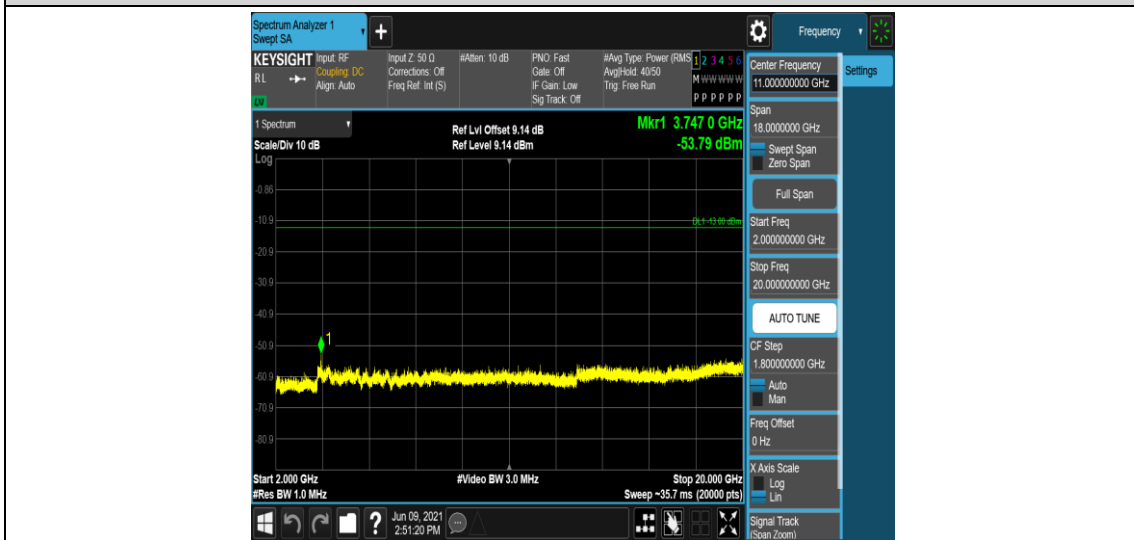 Spectrum Analyzer 1
Swept SA
+
Frequency
KEYSIGHT
RL
LXI
Input: RF
Coupling: DC
Align: Auto
Input Z: 50 Ω
Corrections: Off
Freq Ref: Int (S)
#Atten: 10 dB
PNO: Fast
Gate: Off
IF Gain: Low
Sig Track: Off
#Avg Type: Power (RMS
Avg|Hold: 40/50
Trig: Free Run
1 2 3 4 5 6
M W W W W W
P P P P P P
1 Spectrum
Scale/Div 10 dB
Ref Lvl Offset 9.14 dB
Ref Level 9.14 dBm
Mkr1 3.747 0 GHz
-53.79 dBm
Log
-0.86
-10.9
DL1 -13.00 dBm
-20.9
-30.9
-40.9
-50.9
1
-60.9
-70.9
-80.9
Start 2.000 GHz
#Video BW 3.0 MHz
Stop 20.000 GHz
#Res BW 1.0 MHz
Sweep ~35.7 ms (20000 pts)
?
Jun 09, 2021
2:51:20 PM
Center Frequency
11.000000000 GHz
Settings
Span
18.0000000 GHz
Swept Span
Zero Span
Full Span
Start Freq
2.000000000 GHz
Stop Freq
20.000000000 GHz
AUTO TUNE
CF Step
1.800000000 GHz
Auto
Man
Freq Offset
0 Hz
X Axis Scale
Log
Lin
Signal Track
(Span Zoom)